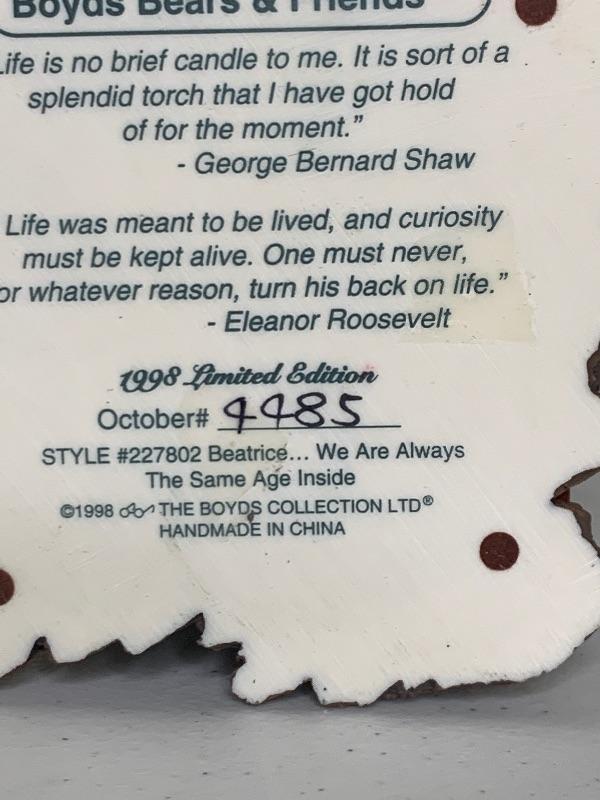 Boyds Bears & Friends
Life is no brief candle to me. It is sort of a
splendid torch that I have got hold
of for the moment.”
- George Bernard Shaw
Life was meant to be lived, and curiosity
must be kept alive. One must never,
or whatever reason, turn his back on life.”
- Eleanor Roosevelt
1998 Limited Edition
October# 4485
STYLE #227802 Beatrice... We Are Always
The Same Age Inside
©1998 THE BOYDS COLLECTION LTD®
HANDMADE IN CHINA